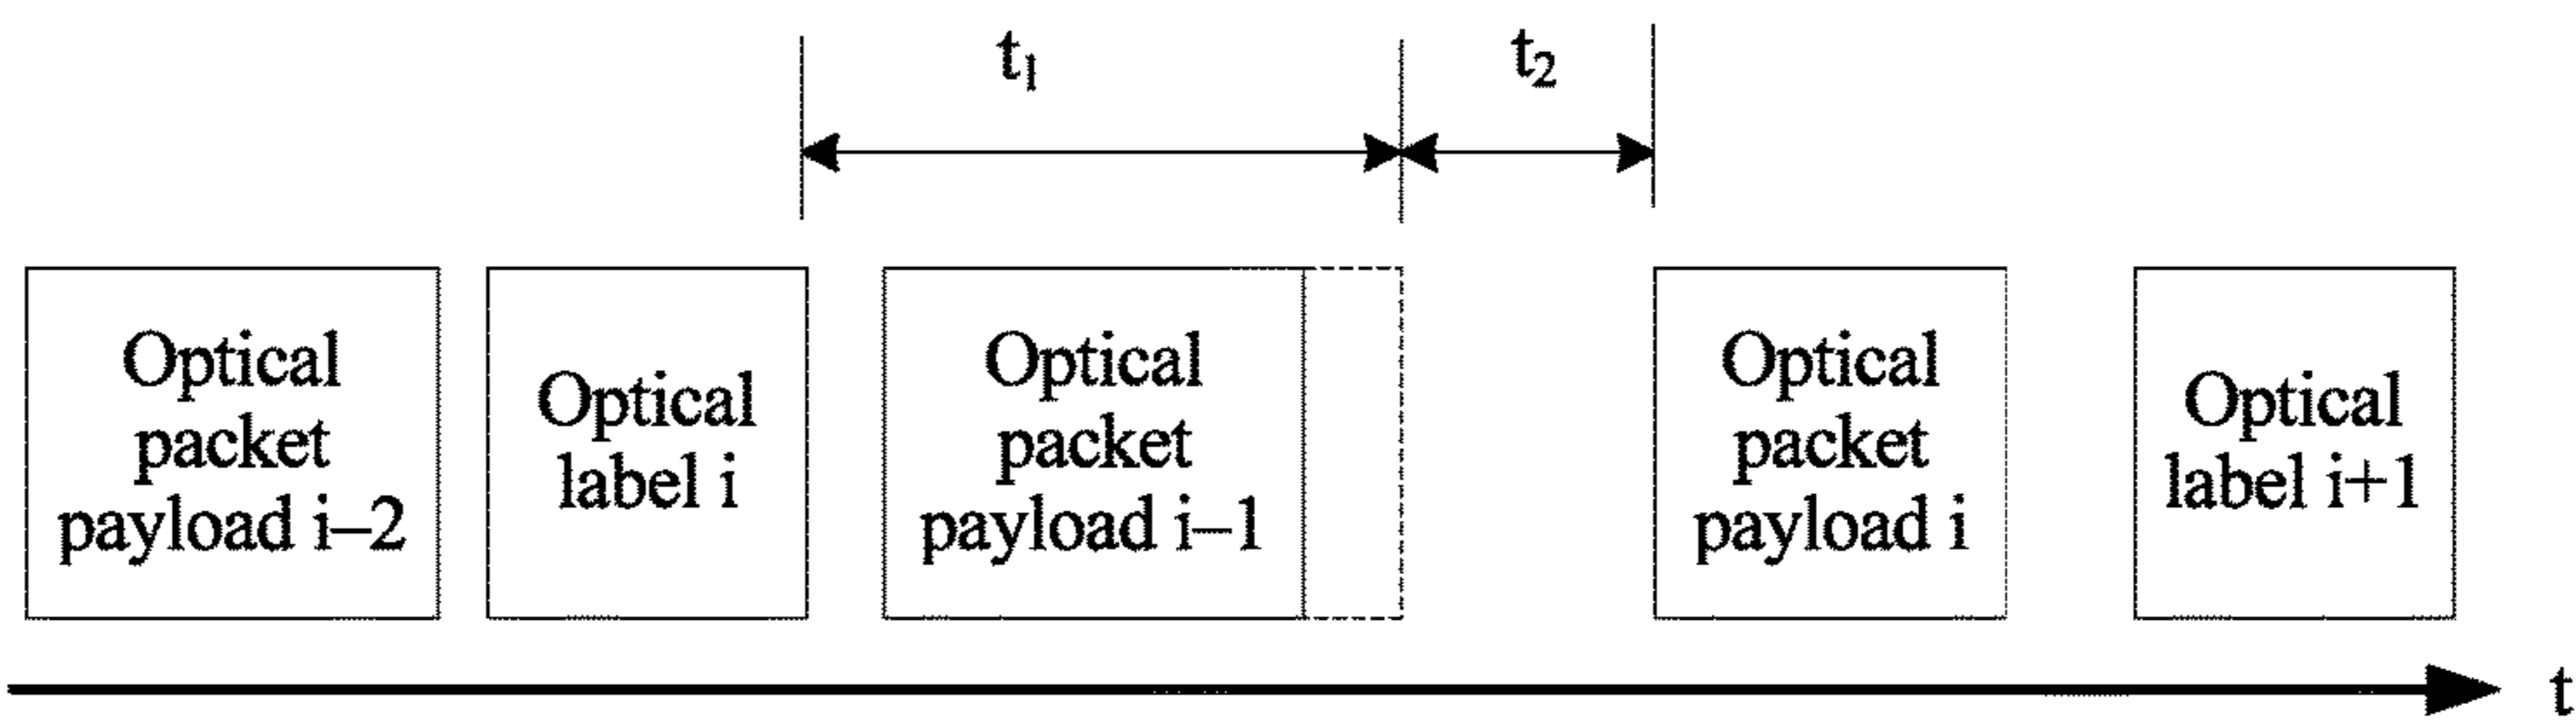 t₁
t₂
Optical
packet
payload i–2
Optical
label i
Optical
packet
payload i–1
Optical
packet
payload i
Optical
label i+1
t